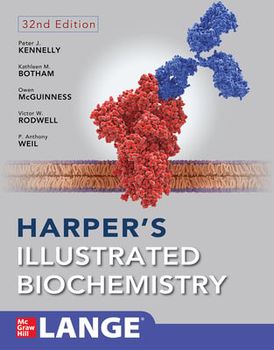 32nd Edition
Peter J.
KENNELLY
Kathleen M.
BOTHAM
Owen
McGUINNESS
Victor W.
RODWELL
P. Anthony
WEIL
HARPER'S
ILLUSTRATED
BIOCHEMISTRY
Mc
Graw
Hill
LANGE®